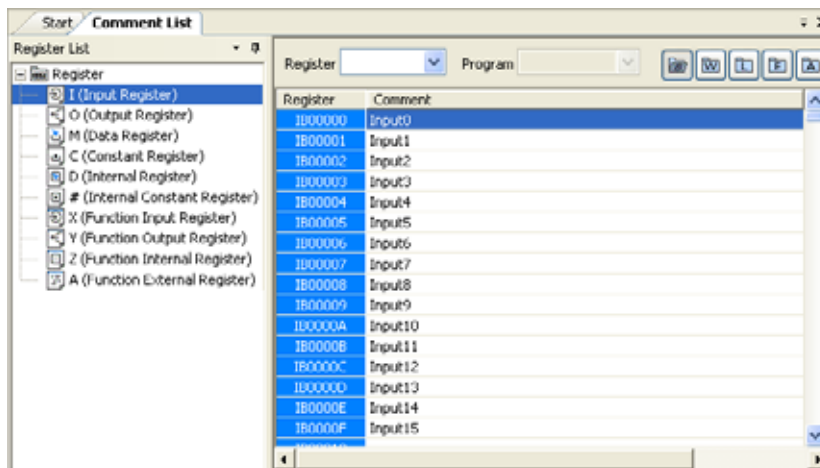 Start Comment List
Register List
Register
I (Input Register)
O (Output Register)
M (Data Register)
C (Constant Register)
D (Internal Register)
# (Internal Constant Register)
X (Function Input Register)
Y (Function Output Register)
Z (Function Internal Register)
A (Function External Register)
Register Program W L E A
Register Comment
IB00000 Input0
IB00001 Input1
IB00002 Input2
IB00003 Input3
IB00004 Input4
IB00005 Input5
IB00006 Input6
IB00007 Input7
IB00008 Input8
IB00009 Input9
IB0000A Input10
IB0000B Input11
IB0000C Input12
IB0000D Input13
IB0000E Input14
IB0000F Input15